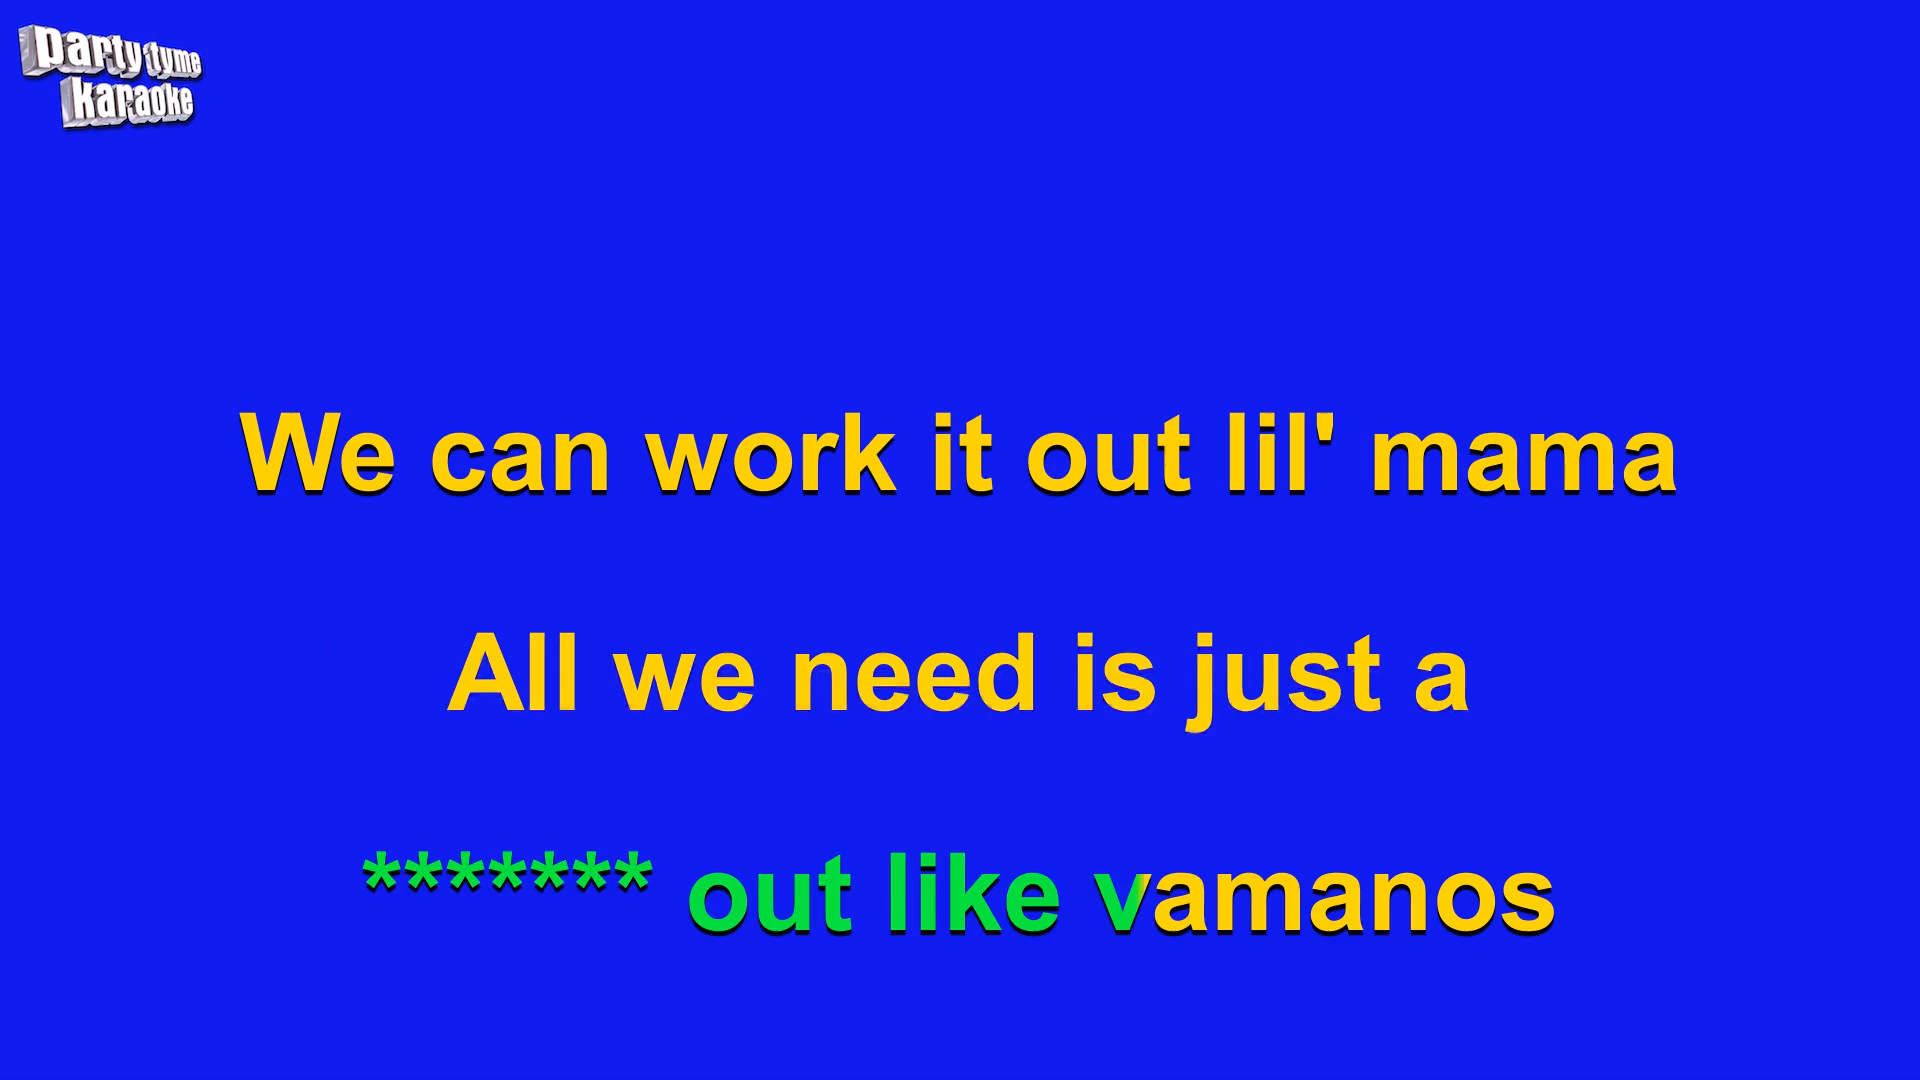 party tyme
karaoke
We can work it out lil' mama
All we need is just a
******* out like vamanos